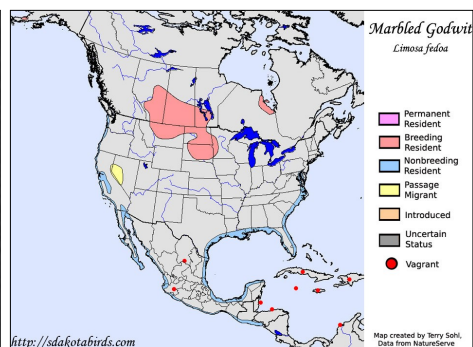 Marbled Godwit
Limosa fedoa
Permanent
Resident
Breeding
Resident
Nonbreeding
Resident
Passage
Migrant
Introduced
Uncertain
Status
Vagrant
http://sdakotabirds.com
Map created by Terry Sohl,
Data from NatureServe